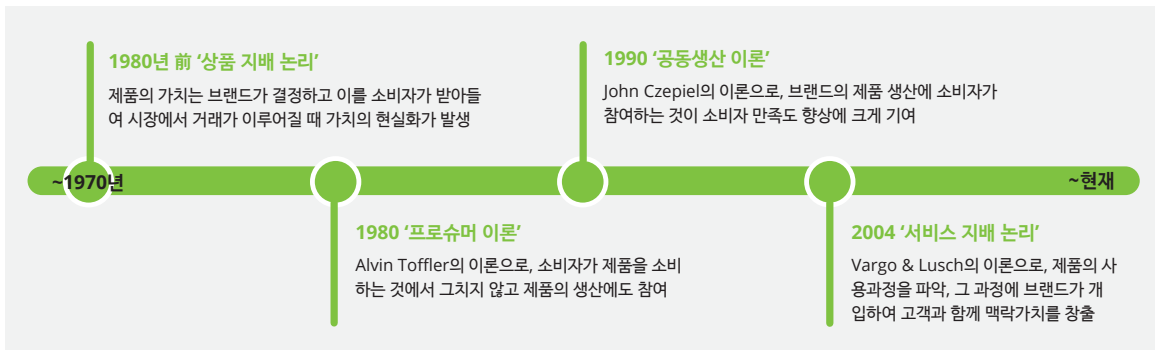 1980년 前 ‘상품 지배 논리’
제품의 가치는 브랜드가 결정하고 이를 소비자가 받아들
여 시장에서 거래가 이루어질 때 가치의 현실화가 발생
1990 ‘공동생산 이론’
John Czepiel의 이론으로, 브랜드의 제품 생산에 소비자가
참여하는 것이 소비자 만족도 향상에 크게 기여
~1970년
~현재
1980 ‘프로슈머 이론’
Alvin Toffler의 이론으로, 소비자가 제품을 소비
하는 것에서 그치지 않고 제품의 생산에도 참여
2004 ‘서비스 지배 논리’
Vargo & Lusch의 이론으로, 제품의 사
용과정을 파악, 그 과정에 브랜드가 개
입하여 고객과 함께 맥락가치를 창출